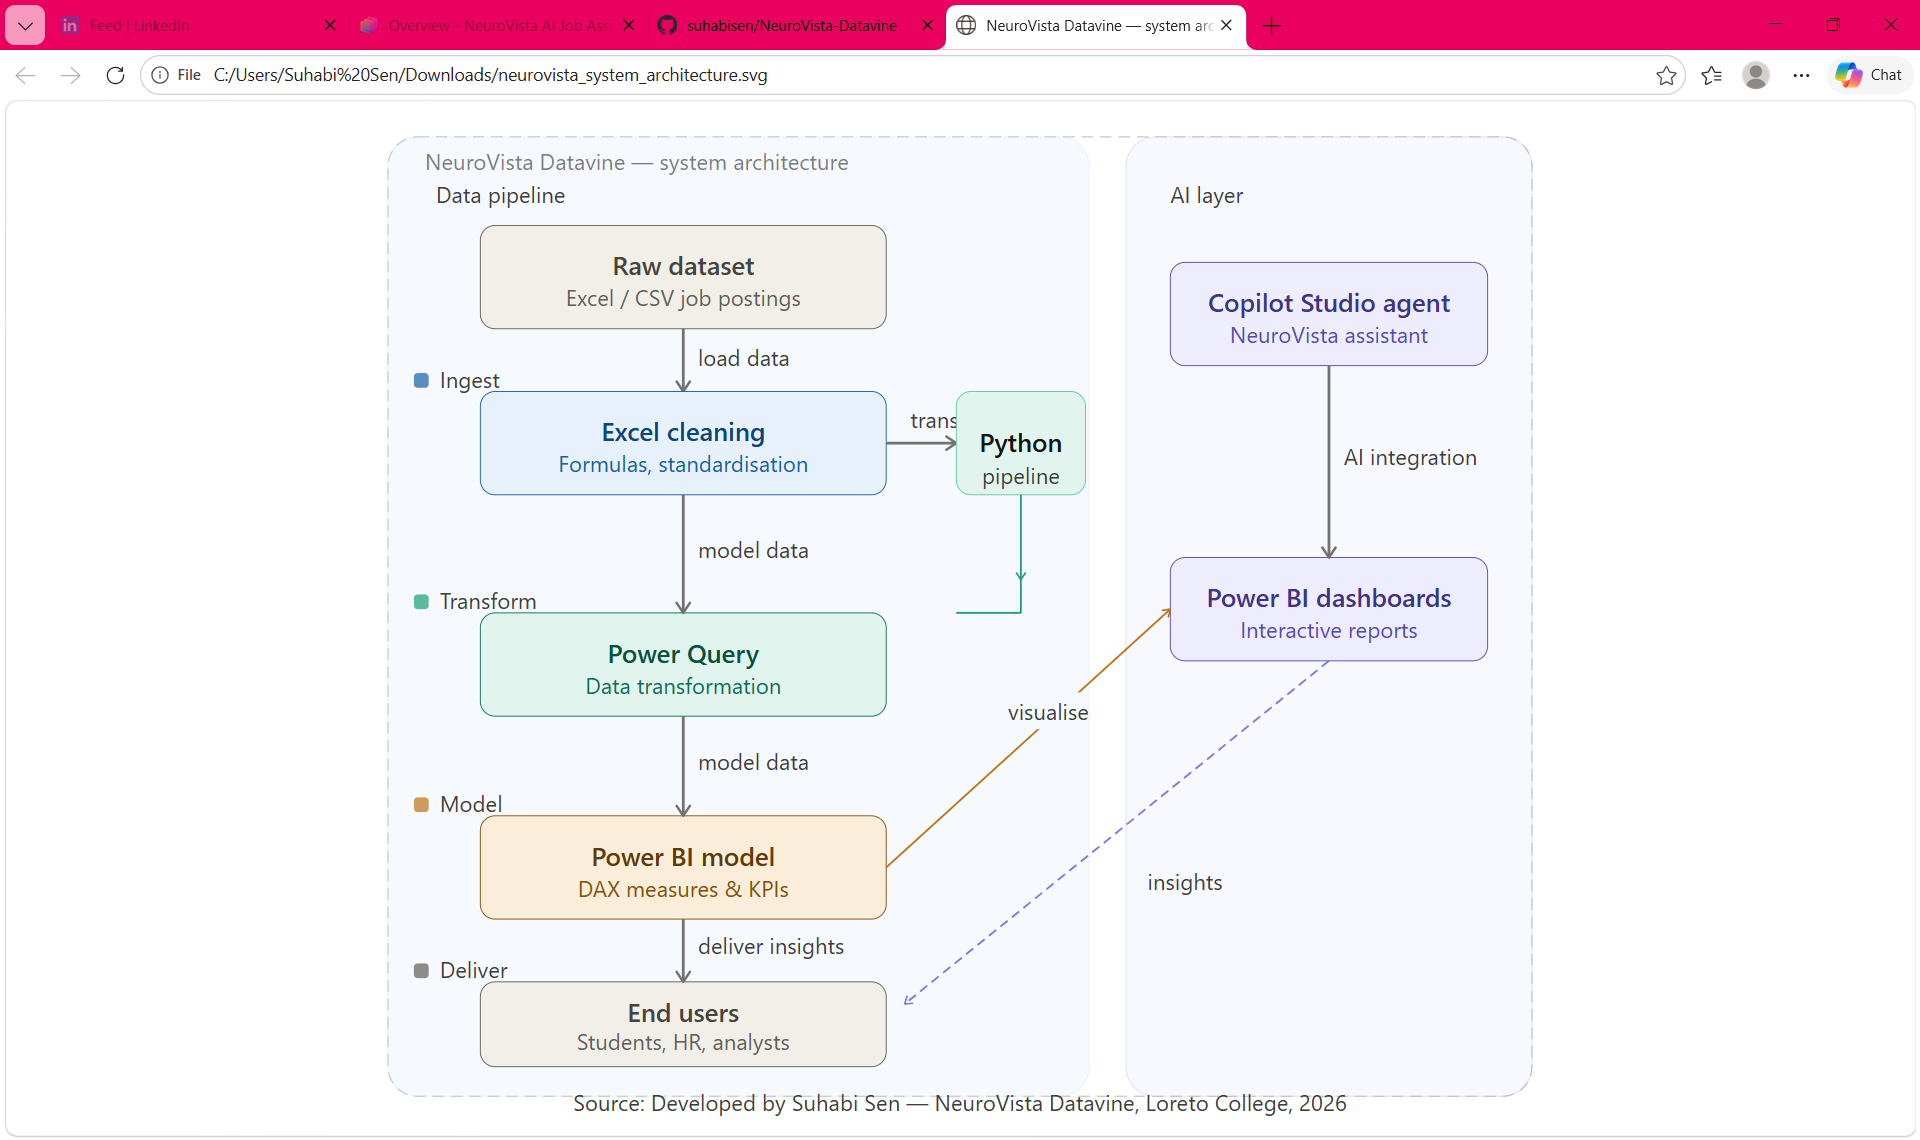 Feed | LinkedIn
Overview - NeuroVista AI Job Ass
suhabisen/NeuroVista-Datavine
NeuroVista Datavine — system arc
File
C:/Users/Suhabi%20Sen/Downloads/neurovista_system_architecture.svg
Chat
NeuroVista Datavine — system architecture
Data pipeline
AI layer
Raw dataset
Excel / CSV job postings
load data
Ingest
Excel cleaning
Formulas, standardisation
trans
Python
pipeline
model data
Transform
Power Query
Data transformation
model data
Model
Power BI model
DAX measures & KPIs
deliver insights
Deliver
End users
Students, HR, analysts
Copilot Studio agent
NeuroVista assistant
AI integration
Power BI dashboards
Interactive reports
visualise
insights
Source: Developed by Suhabi Sen — NeuroVista Datavine, Loreto College, 2026